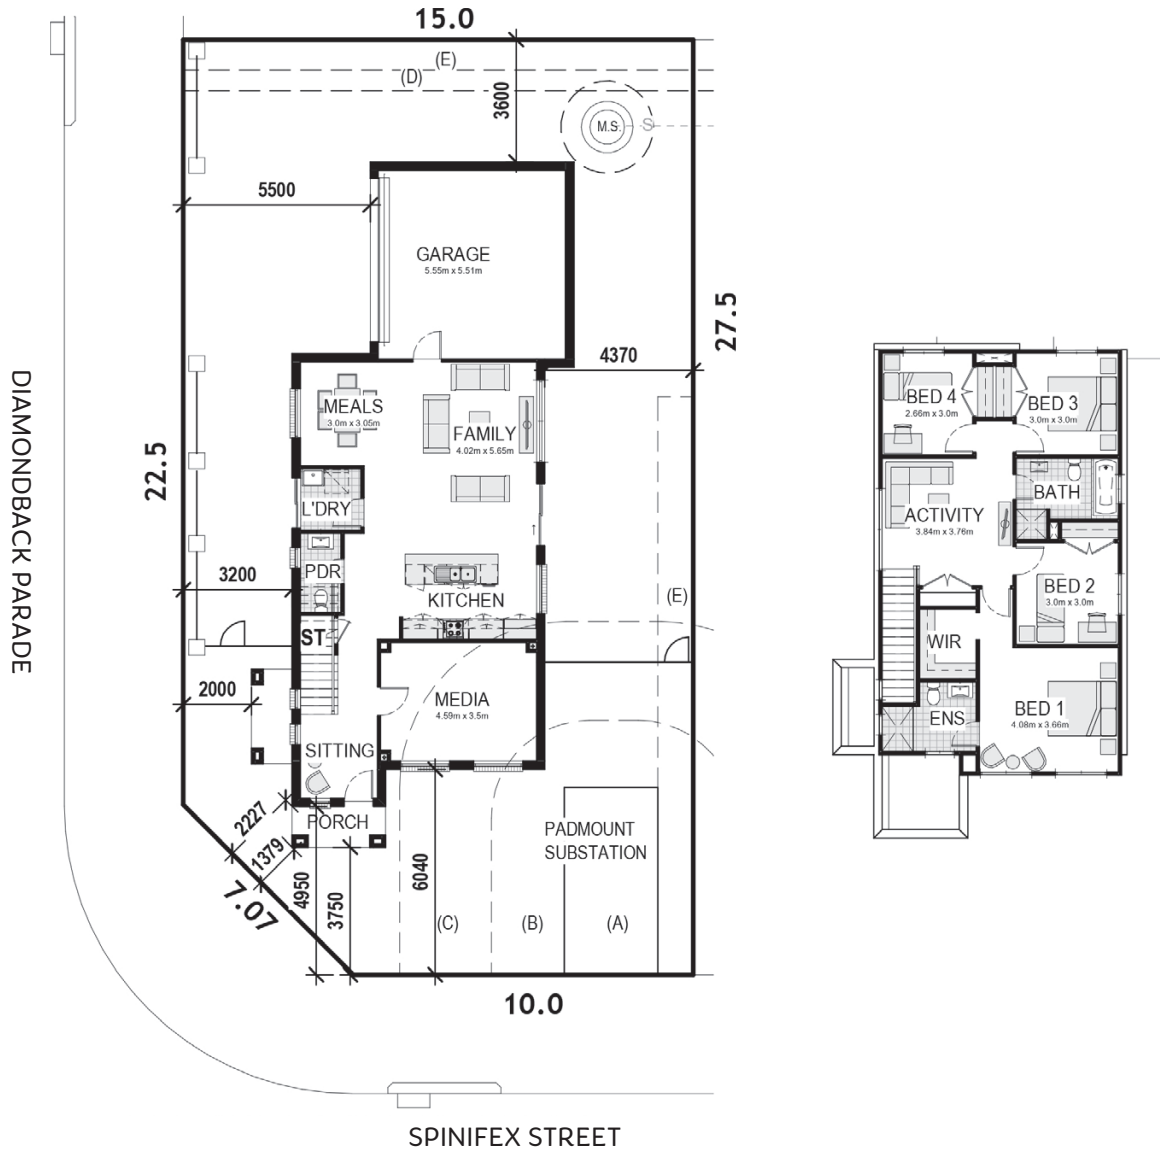 15.0
(E)
(D)
3600
M.S.
S
5500
GARAGE
5.55m x 5.51m
27.5
4370
DIAMONDBACK PARADE
22.5
MEALS
3.0m x 3.05m
FAMILY
4.02m x 5.65m
L'DRY
PDR
3200
KITCHEN
(E)
ST
2000
MEDIA
4.59m x 3.5m
SITTING
PORCH
2227
1379
7.07
4950
3750
6040
PADMOUNT
SUBSTATION
(C)
(B)
(A)
10.0
SPINIFEX STREET
BED 4
2.66m x 3.0m
BED 3
3.0m x 3.0m
BATH
ACTIVITY
3.84m x 3.76m
BED 2
3.0m x 3.0m
WIR
ENS
BED 1
4.08m x 3.66m